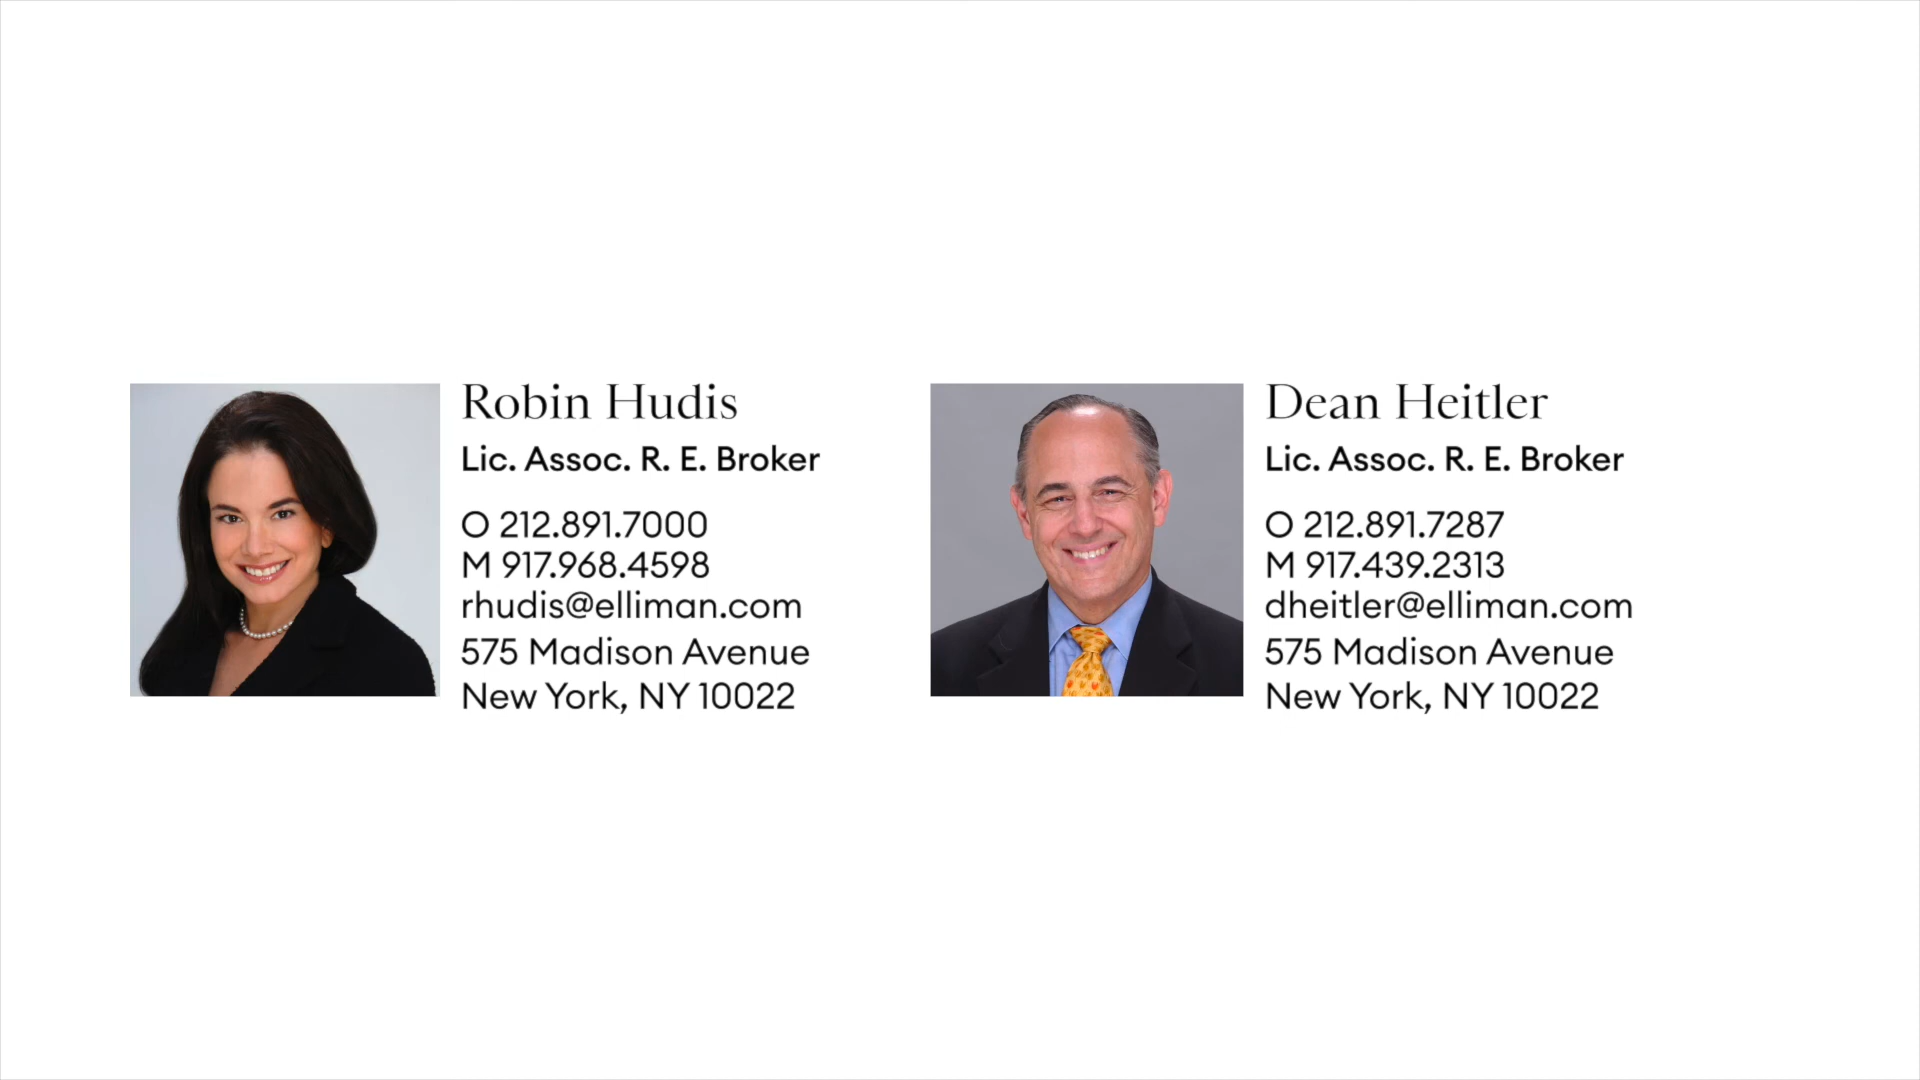 Robin Hudis
Lic. Assoc. R. E. Broker
O 212.891.7000
M 917.968.4598
rhudis@elliman.com
575 Madison Avenue
New York, NY 10022
Dean Heitler
Lic. Assoc. R. E. Broker
O 212.891.7287
M 917.439.2313
dheitler@elliman.com
575 Madison Avenue
New York, NY 10022